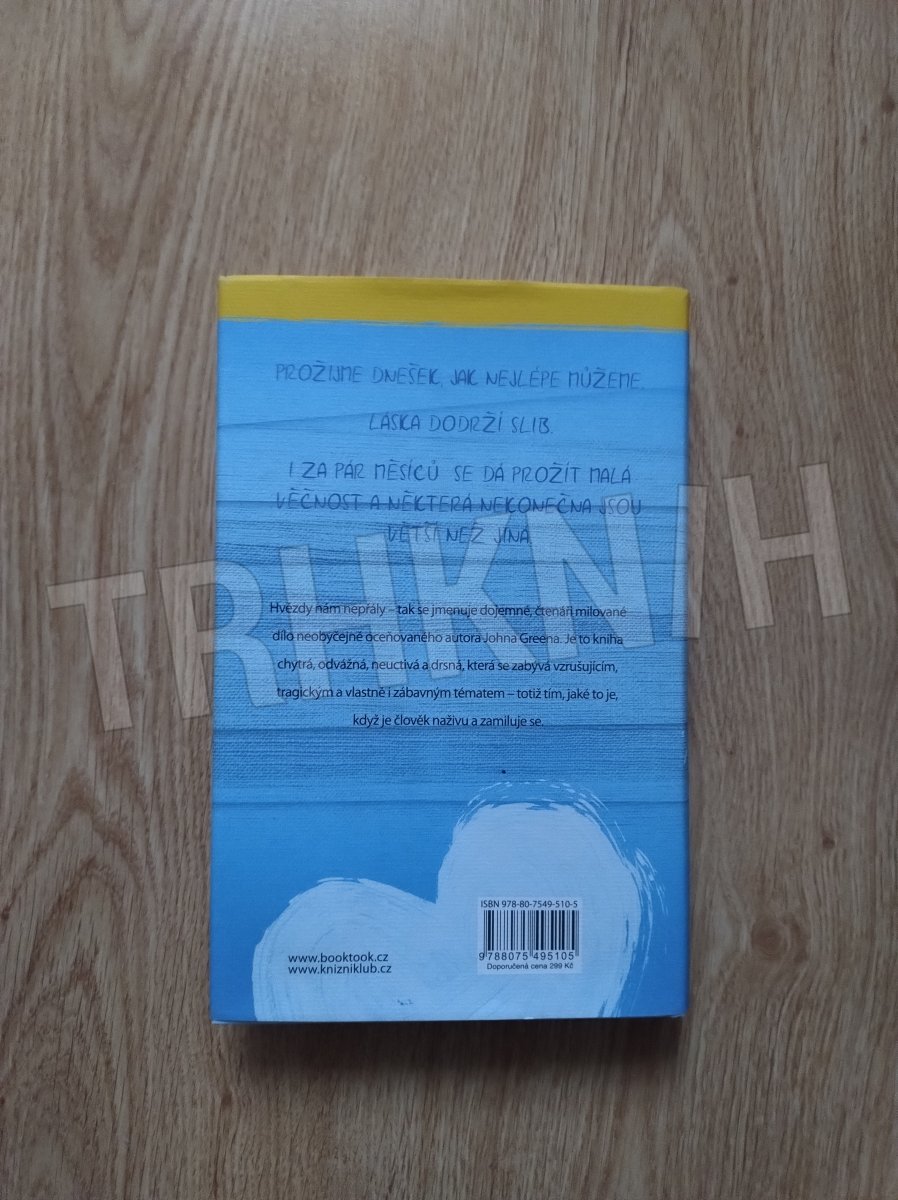 PROŽIJME DNEŠEK, JAK NEJLÉPE MŮŽEME.
LÁSKA DODRŽÍ SLIB.
I ZA PÁR MĚSÍCŮ SE DÁ PROŽÍT MALÁ
VĚČNOST A NĚKTERÁ NEKONEČNA JSOU
VĚTŠÍ NEŽ JINÁ.
TRHKNIH
Hvězdy nám nepřály – tak se jmenuje dojemné, čtenáři milované
dílo neobyčejně oceňovaného autora Johna Greena. Je to kniha
chytrá, odvážná, neuctivá a drsná, která se zabývá vzrušujícím,
tragickým a vlastně i zábavným tématem – totiž tím, jaké to je,
když je člověk naživu a zamiluje se.
ISBN 978-80-7549-510-5
9 788075 495105
Doporučená cena 299 Kč
www.booktook.cz
www.knizniklub.cz